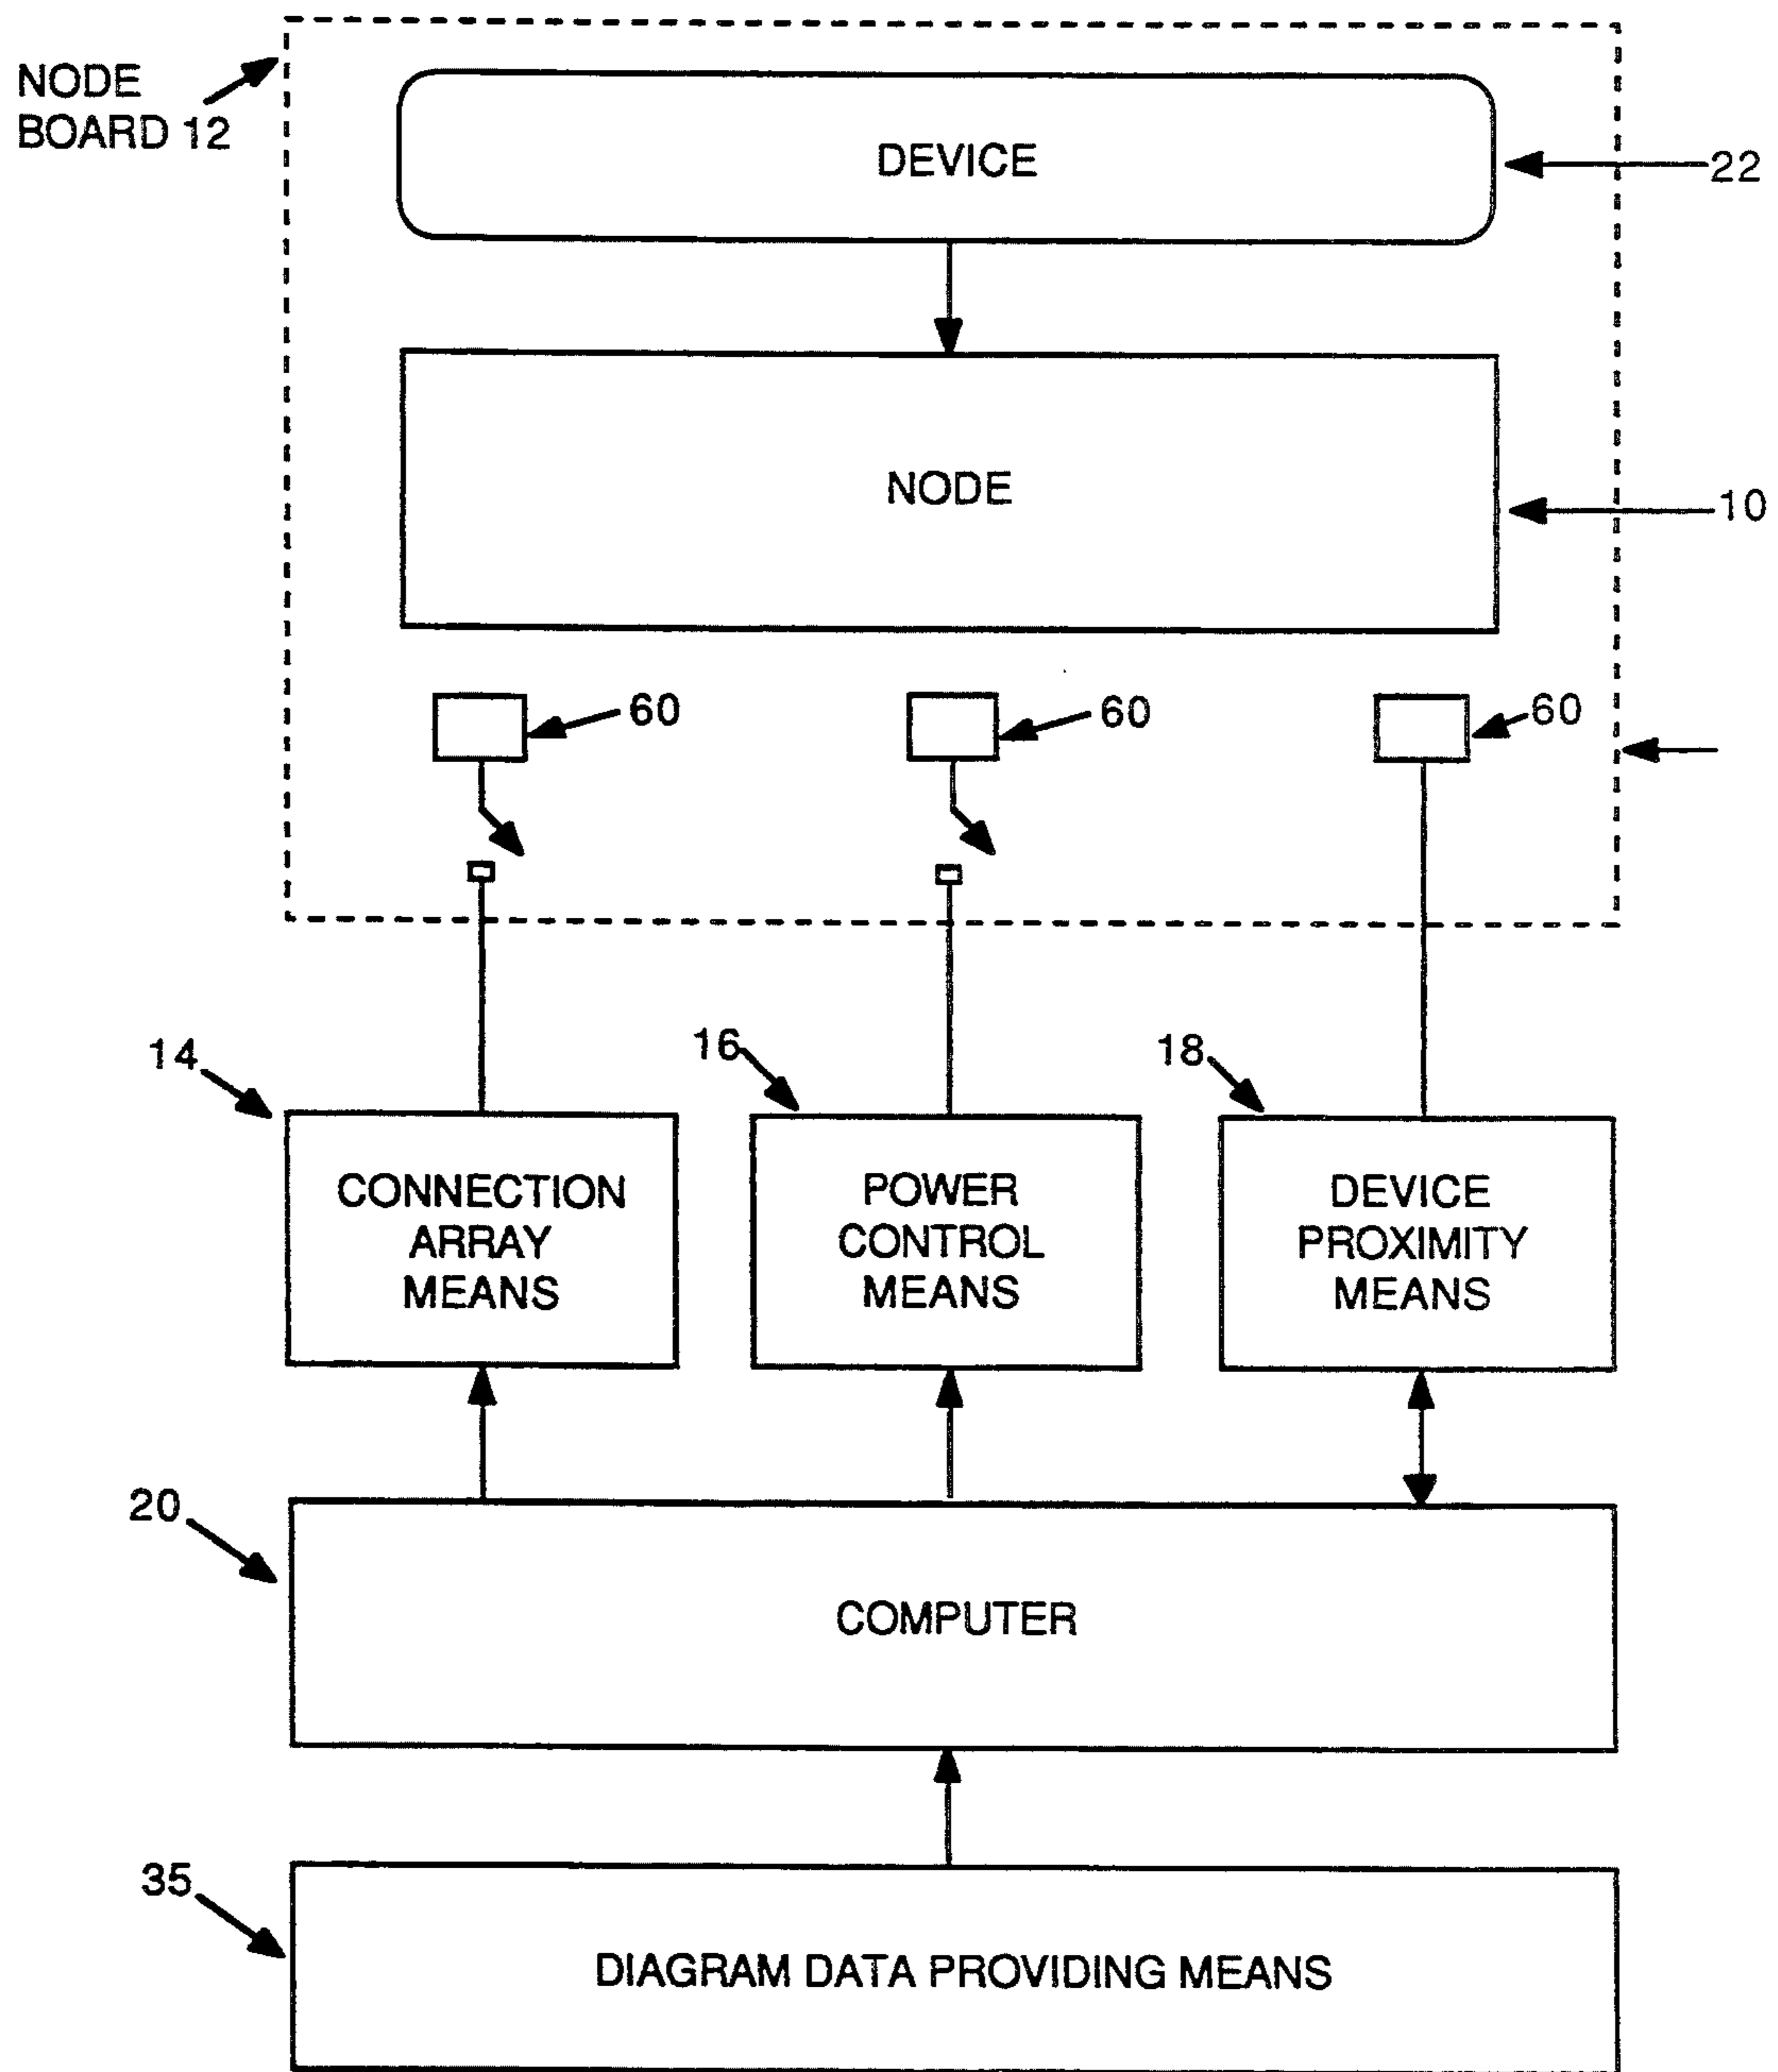 NODE
BOARD 12
DEVICE
22
NODE
10
60
60
60
14
16
18
CONNECTION
ARRAY
MEANS
POWER
CONTROL
MEANS
DEVICE
PROXIMITY
MEANS
20
COMPUTER
35
DIAGRAM DATA PROVIDING MEANS